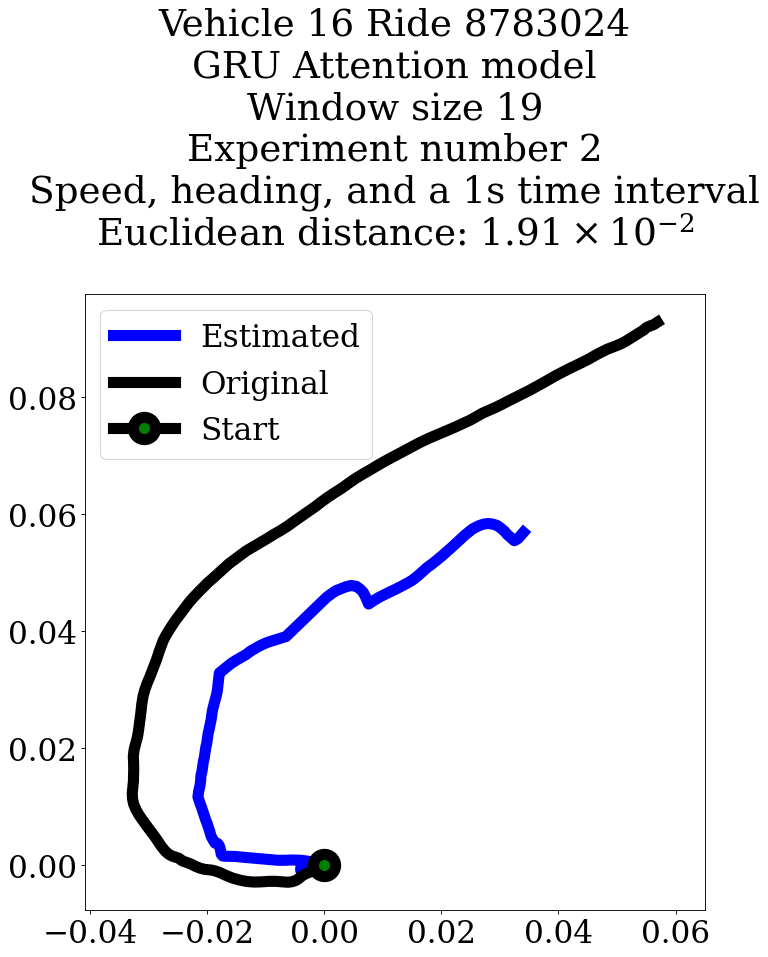 Vehicle 16 Ride 8783024
GRU Attention model
Window size 19
Experiment number 2
Speed, heading, and a 1s time interval
Euclidean distance: 1.91 × 10⁻²
Estimated
Original
Start
0.08
0.06
0.04
0.02
0.00
−0.04 −0.02 0.00 0.02 0.04 0.06